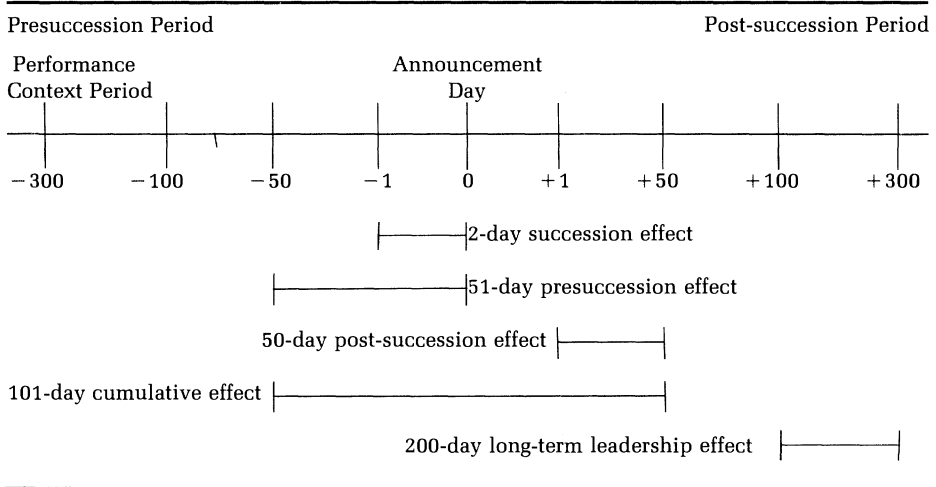 Presuccession Period Post-succession Period
Performance Announcement
Context Period Day
−300 −100 −50 −1 0 +1 +50 +100 +300
2-day succession effect
51-day presuccession effect
50-day post-succession effect
101-day cumulative effect
200-day long-term leadership effect